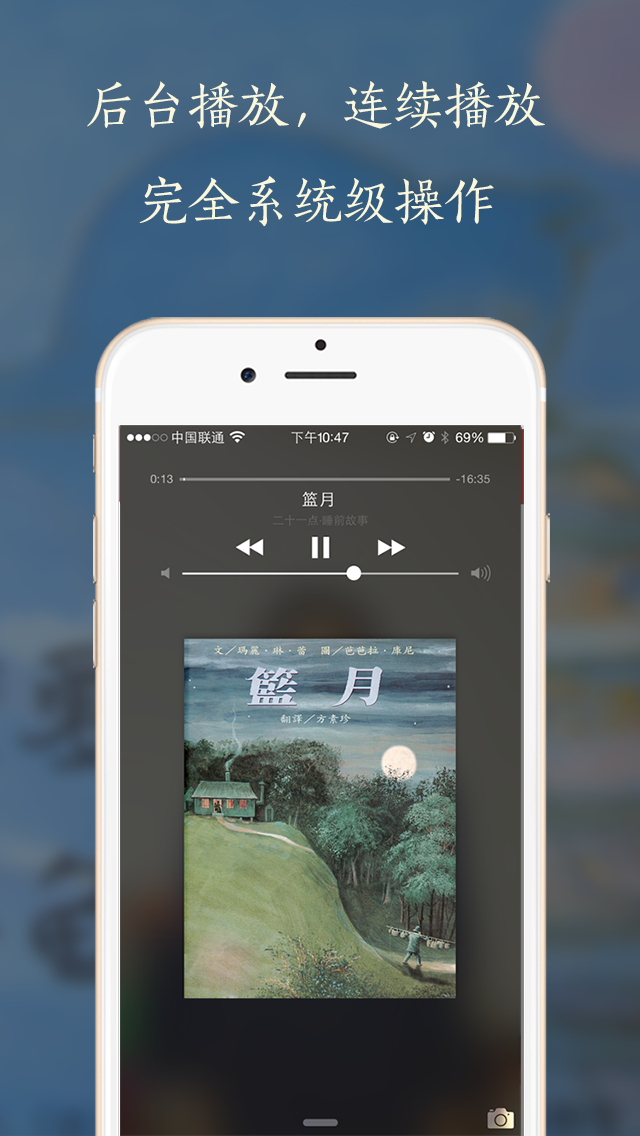 后台播放，连续播放
完全系统级操作
中国联通 下午10:47 69%
0:13 -16:35
篮月
二十一点·睡前故事
文／瑪麗·琳·蕾 圖／芭芭拉·庫尼
籃月
翻譯／方素珍